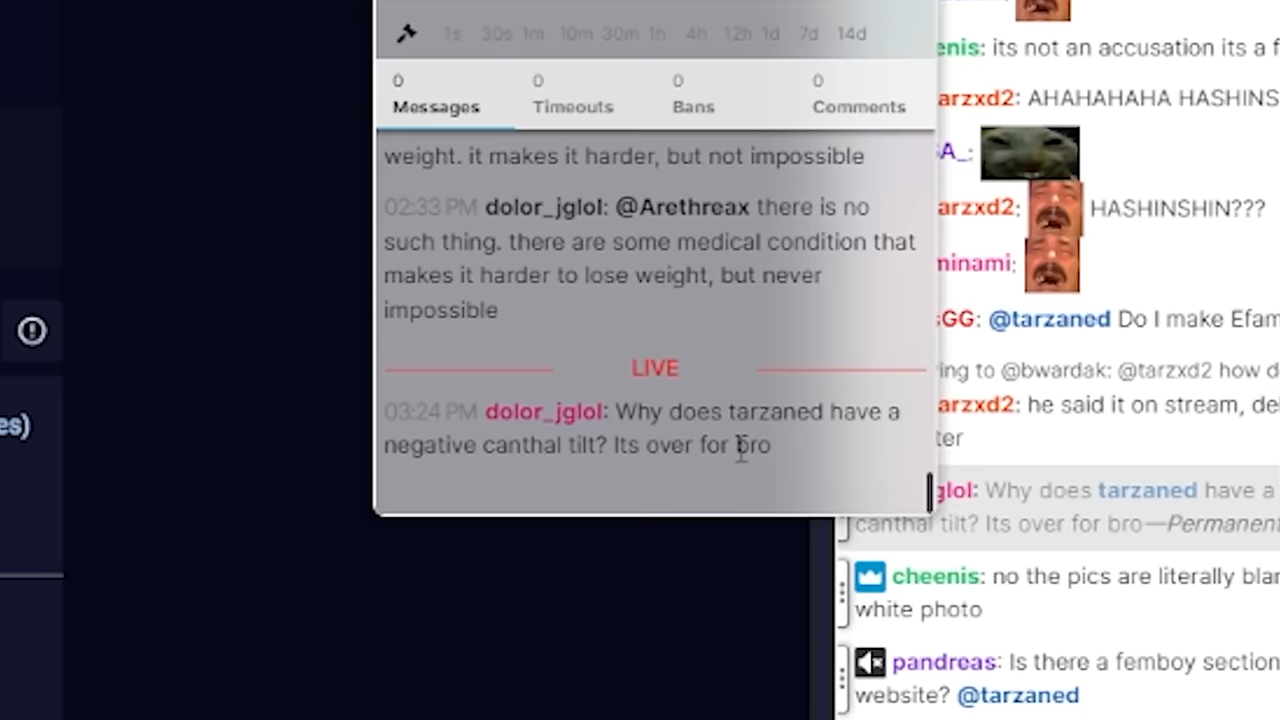 es)
1s 30s 1m 10m 30m 1h 4h 12h 1d 7d 14d
0 0 0 0
Messages Timeouts Bans Comments
weight. it makes it harder, but not impossible
02:33 PM dolor_jglol: @Arethreax there is no
such thing. there are some medical condition that
makes it harder to lose weight, but never
impossible
LIVE
03:24 PM dolor_jglol: Why does tarzaned have a
negative canthal tilt? Its over for bro
enis: its not an accusation its a f
arzxd2: AHAHAHAHA HASHINS
A_:
arzxd2: HASHINSHIN???
minami:
GG: @tarzaned Do I make Efam
ing to @bwardak: @tarzxd2 how d
arzxd2: he said it on stream, del
ter
glol: Why does tarzaned have a
canthal tilt? Its over for bro—Permanent
cheenis: no the pics are literally blan
white photo
pandreas: Is there a femboy section
website? @tarzaned